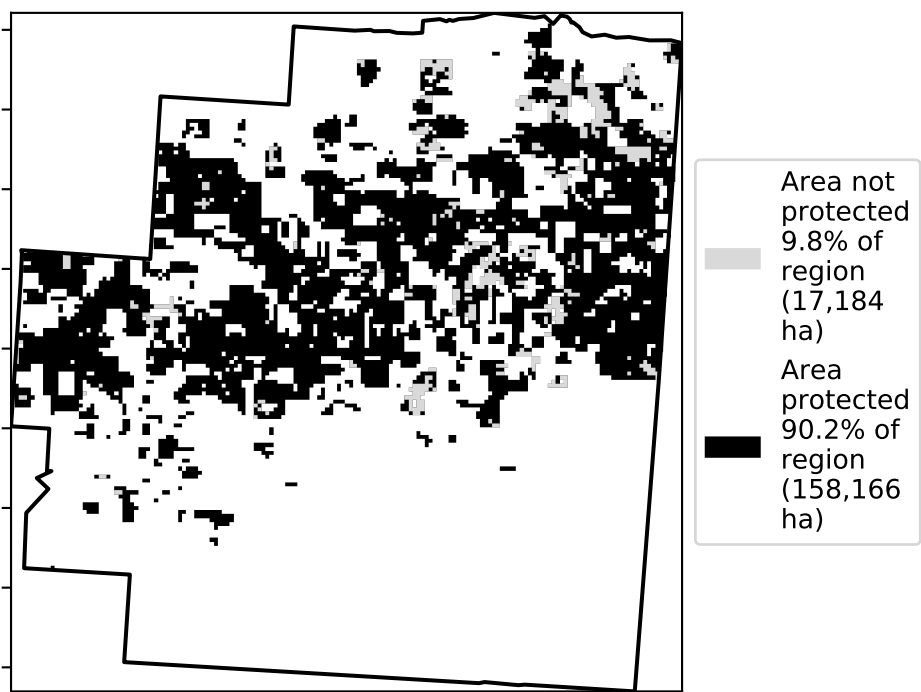 Area not
protected
9.8% of
region
(17,184
ha)
Area
protected
90.2% of
region
(158,166
ha)